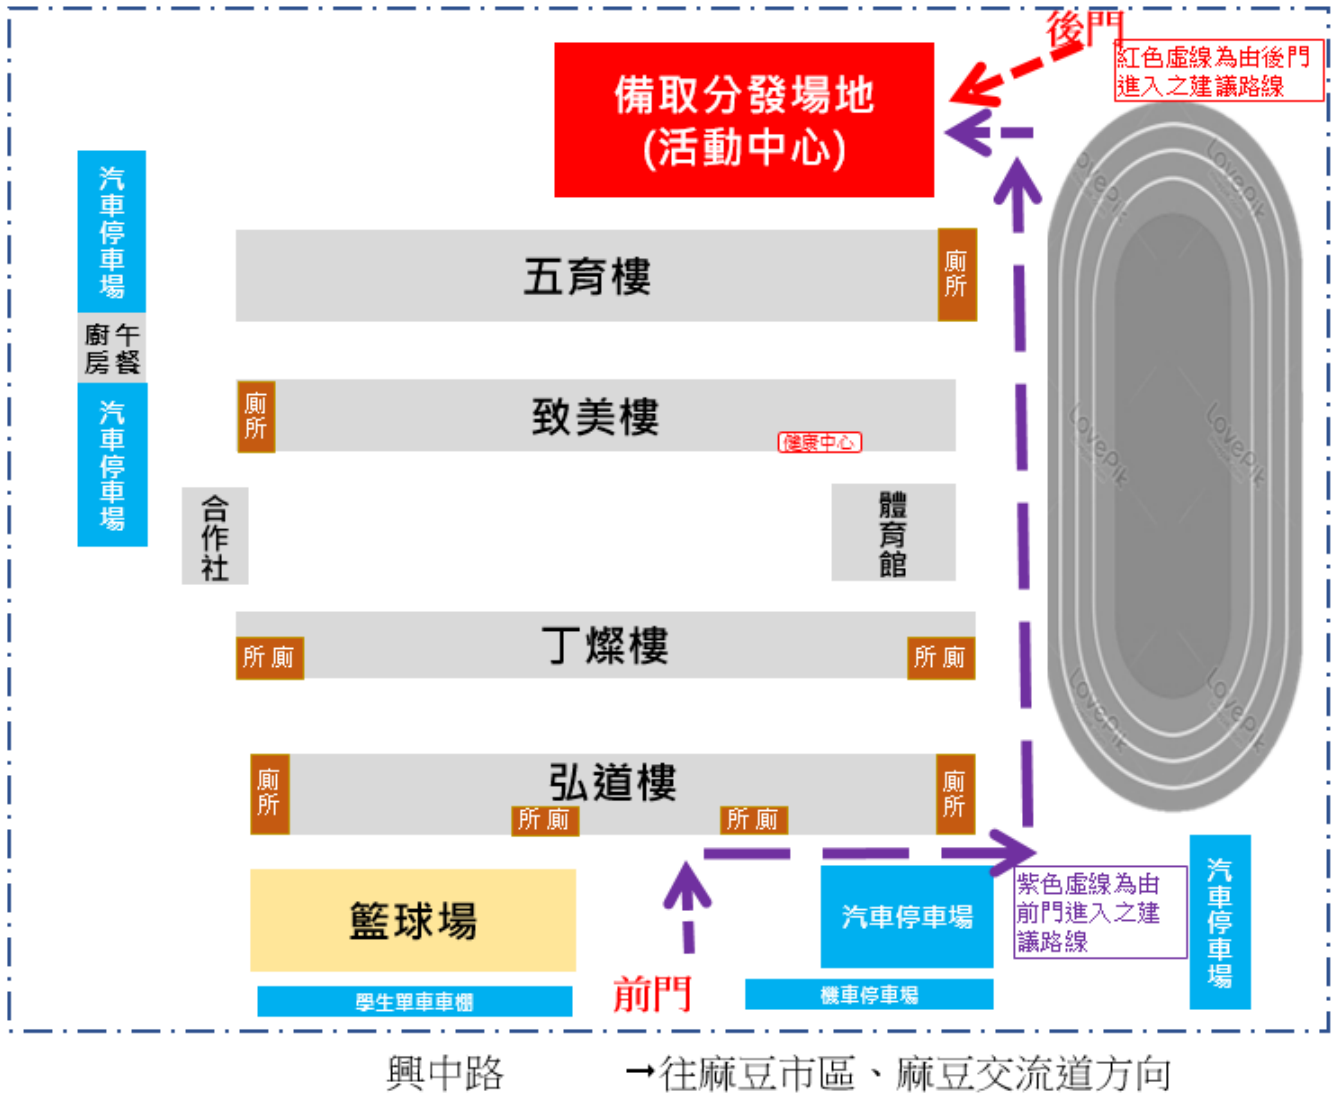 後門
紅色虛線為由後門
進入之建議路線
備取分發場地
(活動中心)
汽車停車場
五育樓
廁所
午餐
廚房
致美樓
廁所
健康中心
汽車停車場
合作社
體育館
丁燦樓
所廁
所廁
弘道樓
廁所
所廁
所廁
廁所
籃球場
汽車停車場
紫色虛線為由
前門進入之建
議路線
汽車停車場
學生單車車棚
前門
機車停車場
興中路
→往麻豆市區、麻豆交流道方向
LovePik
LovePik
LovePik
LovePik
LovePik
LovePik